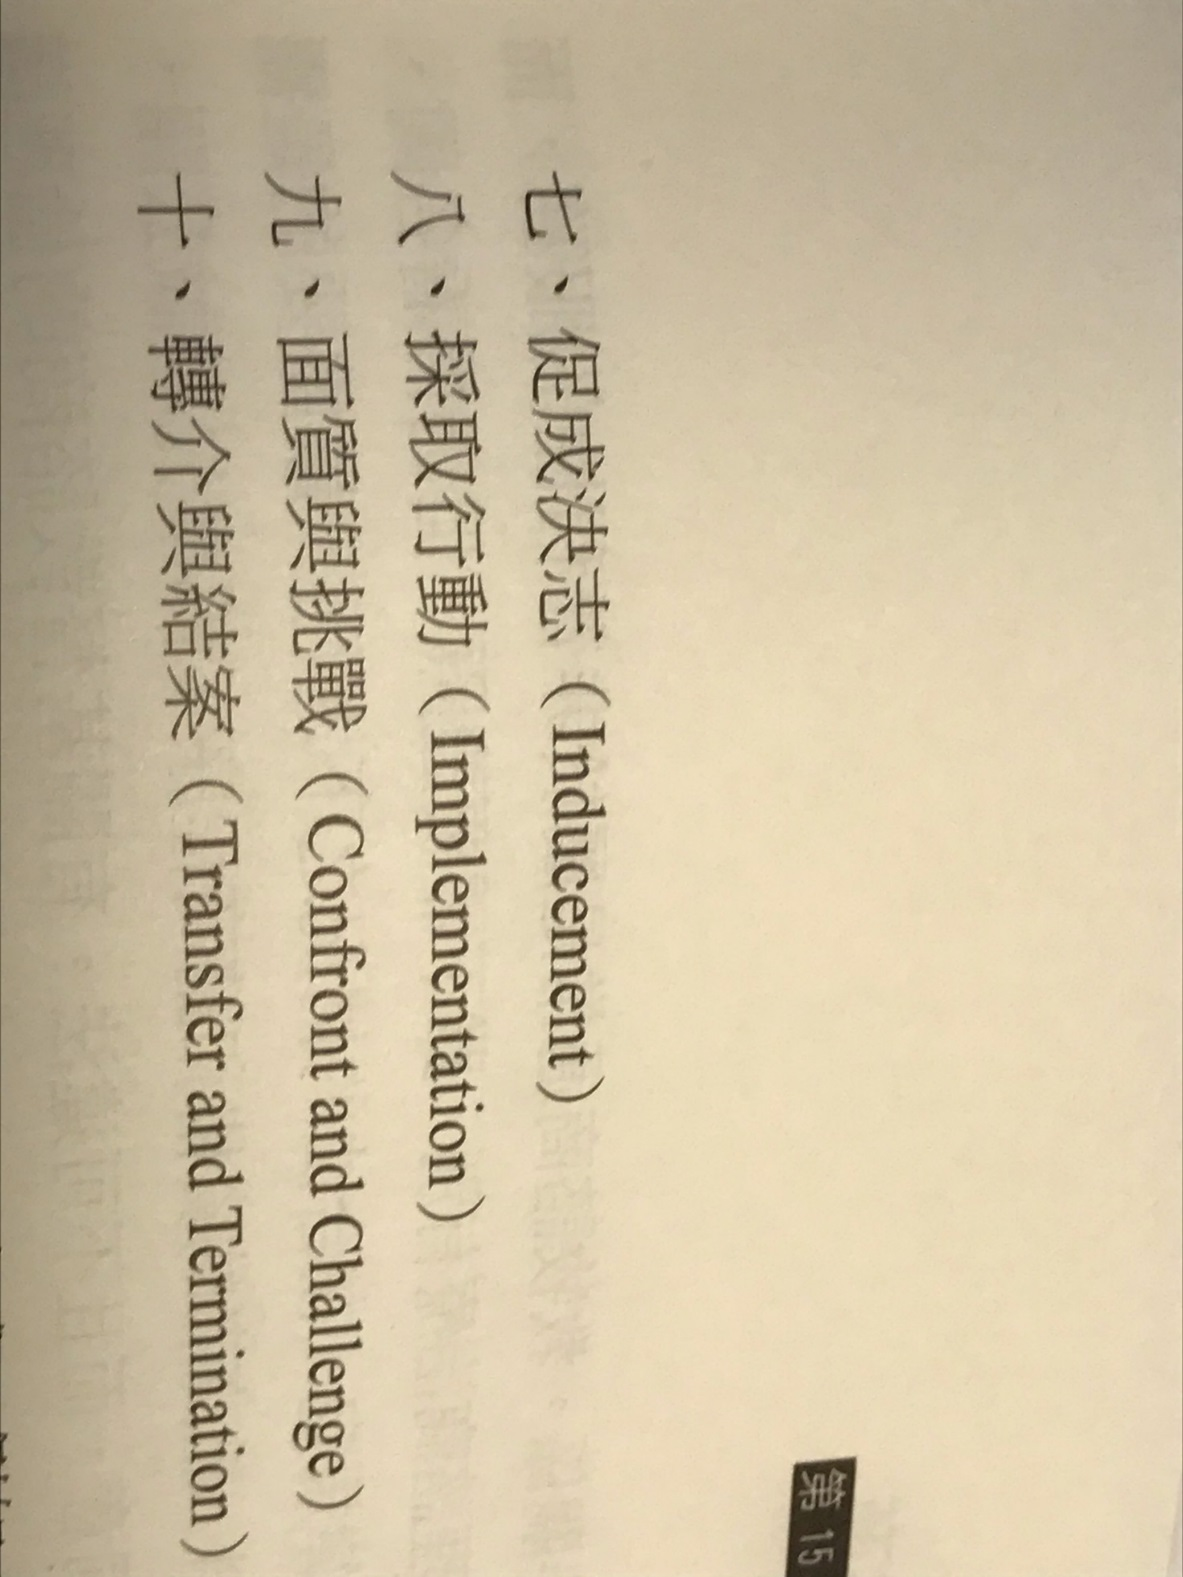 第 15
七、促成決志（Inducement）
八、採取行動（Implementation）
九、面質與挑戰（Confront and Challenge）
十、轉介與結案（Transfer and Termination）